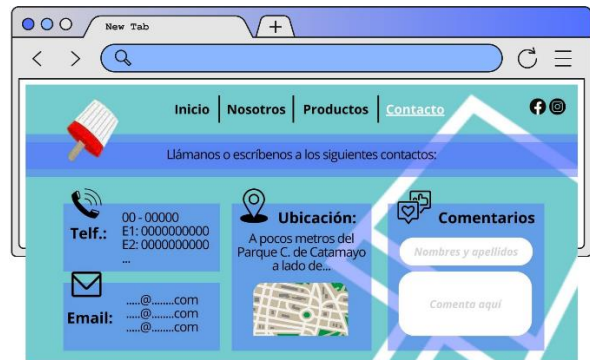 New Tab
Inicio Nosotros Productos Contacto
Llámanos o escríbenos a los siguientes contactos:
Telf.:
00 - 00000
E1: 0000000000
E2: 0000000000
...
Email:
.....@........com
.....@........com
.....@........com
Ubicación:
A pocos metros del
Parque C. de Catamayo
a lado de...
Comentarios
Nombres y apellidos
Comenta aquí